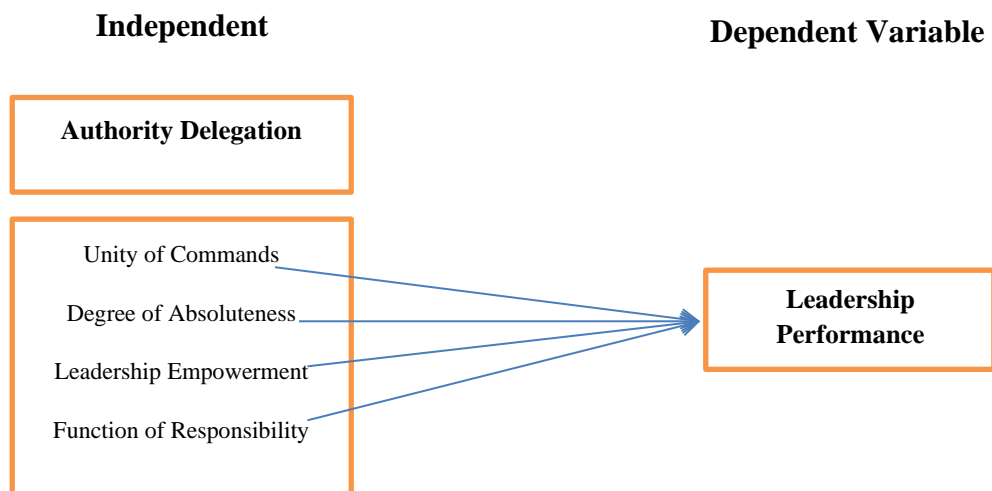 Independent
Dependent Variable
Authority Delegation
Unity of Commands
Degree of Absoluteness
Leadership Empowerment
Function of Responsibility
Leadership
Performance